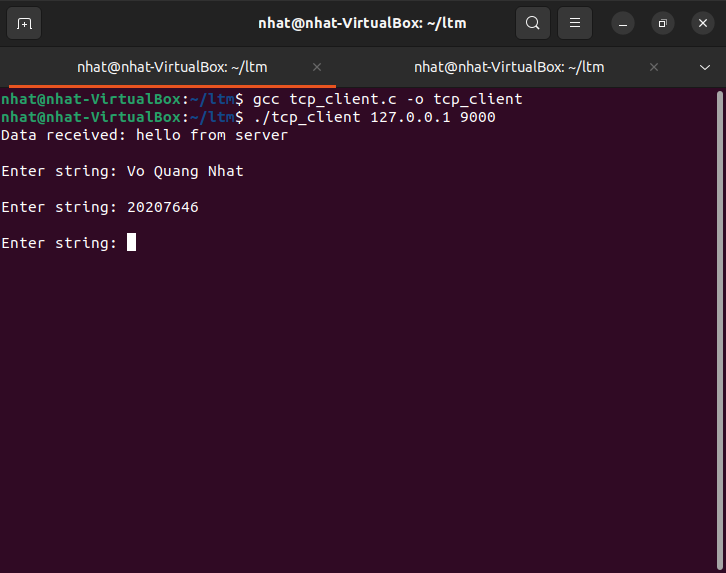 nhat@nhat-VirtualBox: ~/ltm
nhat@nhat-VirtualBox: ~/ltm
nhat@nhat-VirtualBox: ~/ltm
nhat@nhat-VirtualBox:~/ltm$ gcc tcp_client.c -o tcp_client
nhat@nhat-VirtualBox:~/ltm$ ./tcp_client 127.0.0.1 9000
Data received: hello from server
Enter string: Vo Quang Nhat
Enter string: 20207646
Enter string: